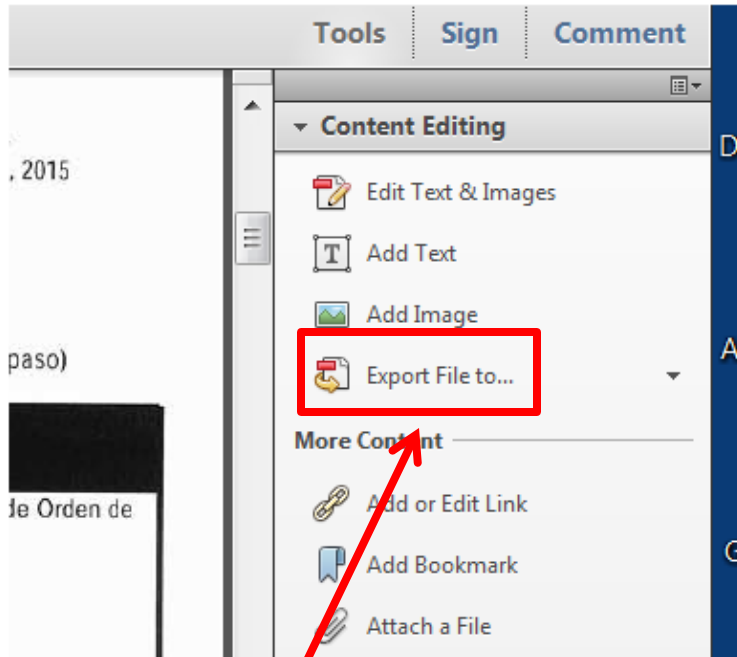 Tools Sign Comment
Content Editing
, 2015
Edit Text & Images
T Add Text
Add Image
paso)
Export File to...
More Content
de Orden de
Add or Edit Link
Add Bookmark
Attach a File